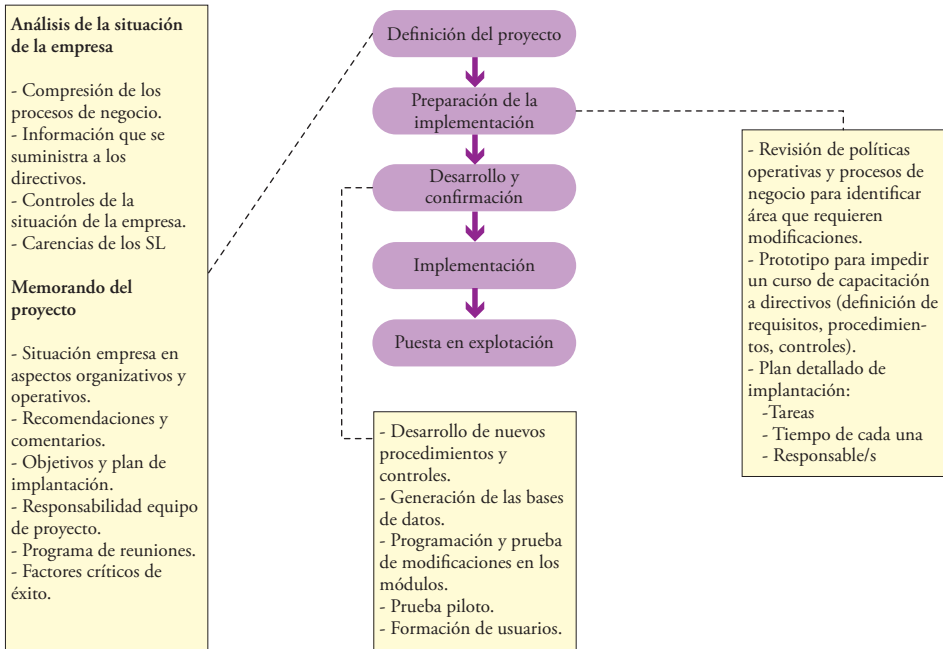 Análisis de la situación
de la empresa
- Compresión de los
procesos de negocio.
- Información que se
suministra a los
directivos.
- Controles de la
situación de la empresa.
- Carencias de los SL
Memorando del
proyecto
- Situación empresa en
aspectos organizativos y
operativos.
- Recomendaciones y
comentarios.
- Objetivos y plan de
implantación.
- Responsabilidad equipo
de proyecto.
- Programa de reuniones.
- Factores críticos de
éxito.
Definición del proyecto
Preparación de la
implementación
Desarrollo y
confirmación
Implementación
Puesta en explotación
- Desarrollo de nuevos
procedimientos y
controles.
- Generación de las bases
de datos.
- Programación y prueba
de modificaciones en los
módulos.
- Prueba piloto.
- Formación de usuarios.
- Revisión de políticas
operativas y procesos de
negocio para identificar
área que requieren
modificaciones.
- Prototipo para impedir
un curso de capacitación
a directivos (definición de
requisitos, procedimien-
tos, controles).
- Plan detallado de
implantación:
-Tareas
- Tiempo de cada una
- Responsable/s